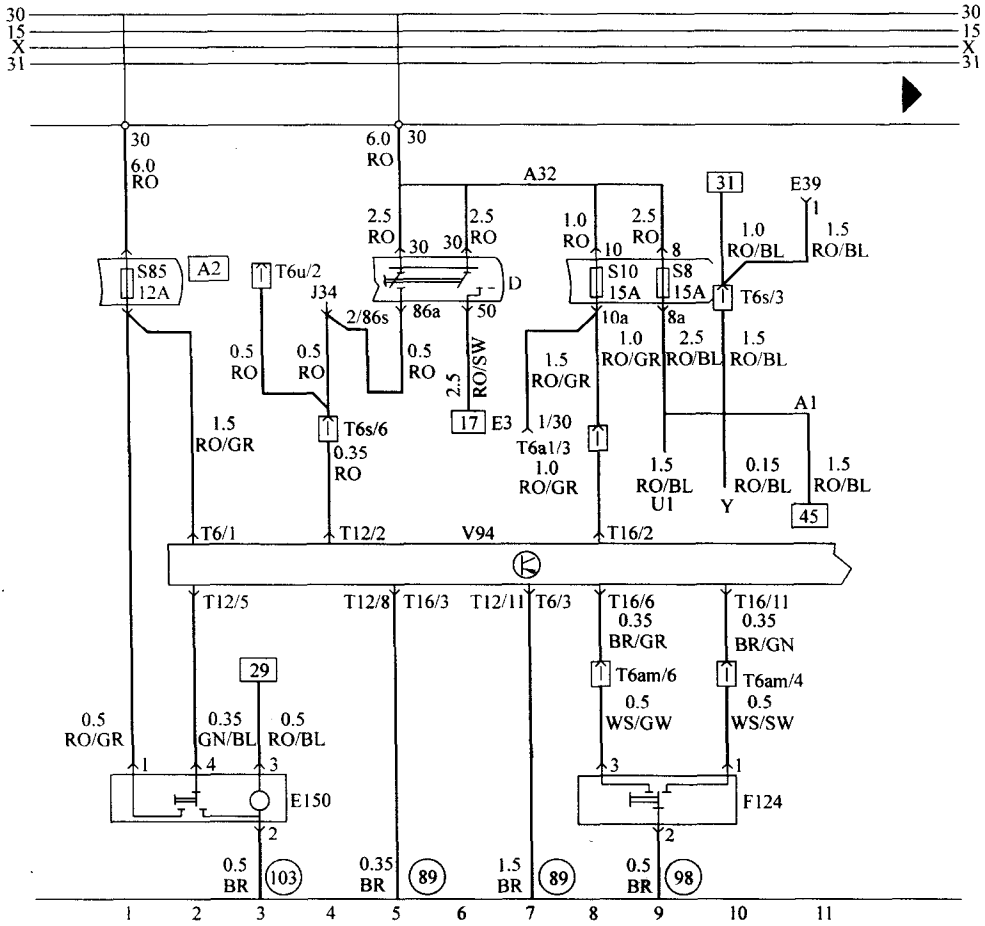 30 30
15 15
X X
31 31
30 6.0 30
6.0 RO
RO
A32 31 E39
2.5 2.5 1.0 2.5 1.0 1 1.5
RO RO RO RO RO/BL RO/BL
30 30 10 8
S85 A2 T6u/2 D S10 S8
12A J34 15A 15A T6s/3
2/86s 86a 50 10a 8a
0.5 0.5 0.5 2.5 RO/SW 1.5 1.0 2.5 1.5
RO RO RO RO/GR RO/GR RO/BL RO/BL
1.5 T6s/6 17 E3 1/30 A1
RO/GR 0.35 T6a1/3
RO 1.0 1.5 0.15 1.5
RO/GR RO/BL RO/BL RO/BL
U1 Y 45
T6/1 T12/2 V94 T16/2
T12/5 T12/8 T16/3 T12/11 T6/3 T16/6 T16/11
0.35 0.35
BR/GR BR/GN
29 T6am/6 T6am/4
0.5 0.35 0.5 0.5 0.5
RO/GR GN/BL RO/BL WS/GW WS/SW
1 4 3 3 1
E150 F124
2 2
0.5 103 0.35 89 1.5 89 0.5 98
BR BR BR BR
1 2 3 4 5 6 7 8 9 10 11